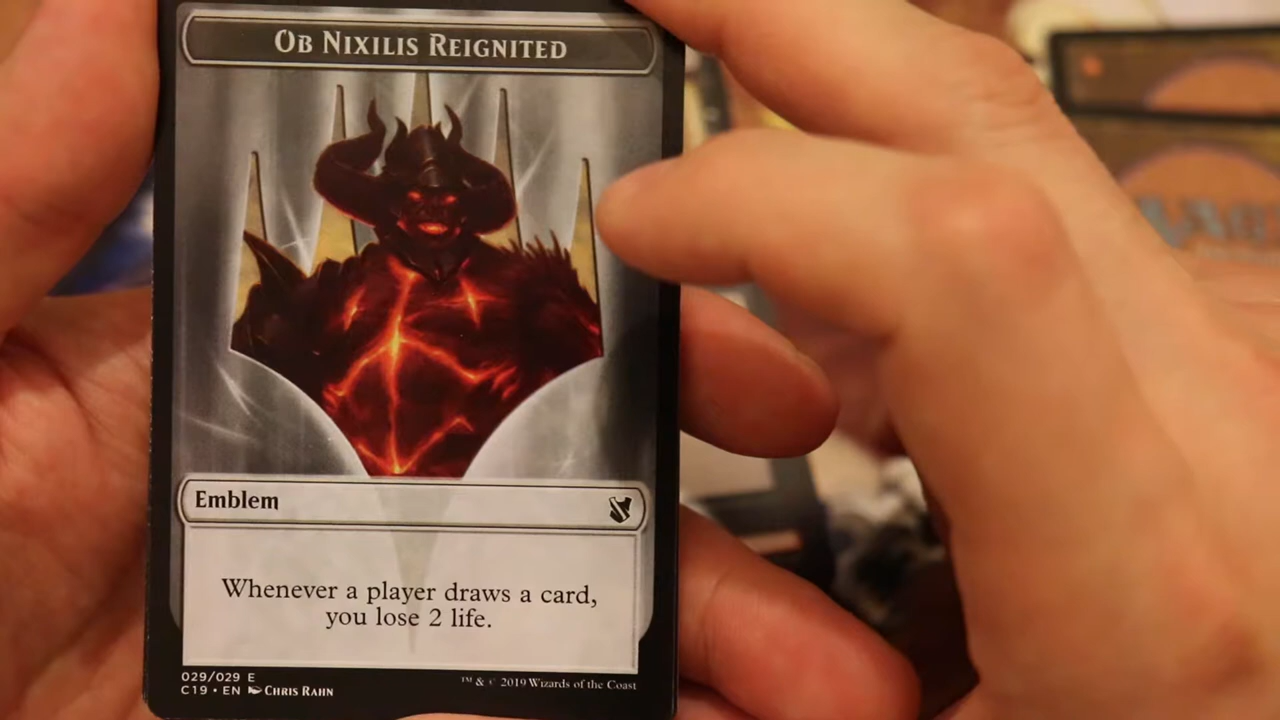 OB NIXILIS REIGNITED
Emblem
Whenever a player draws a card,
you lose 2 life.
029/029 E
C19 • EN CHRIS RAHN
™ & © 2019 Wizards of the Coast